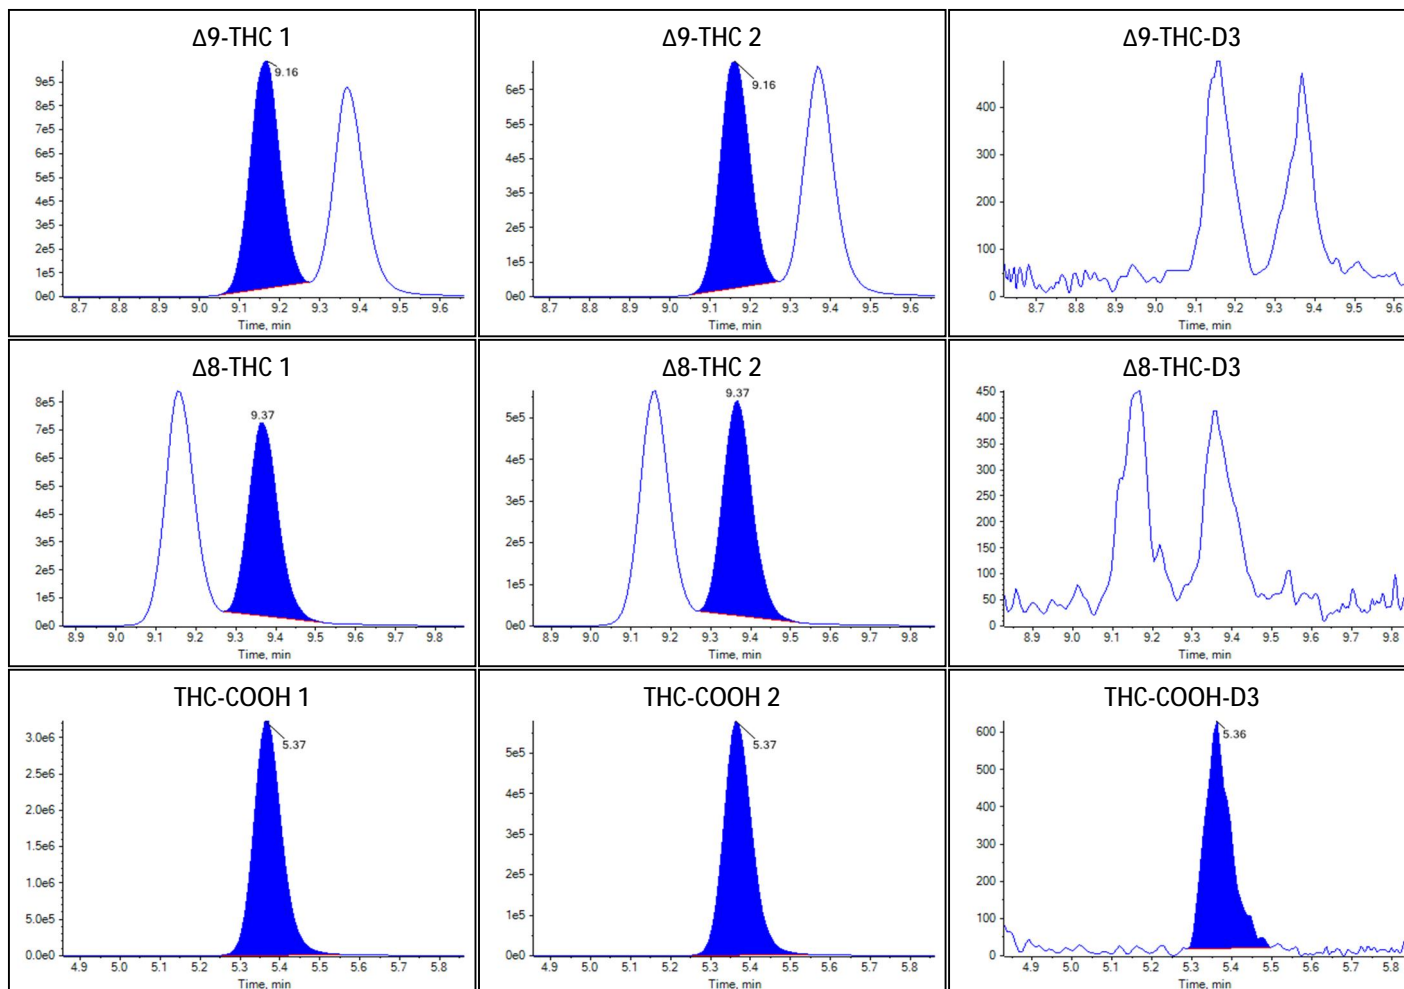 Δ9-THC 1
9e5
8e5
7e5
6e5
5e5
4e5
3e5
2e5
1e5
0e0
9.16
8.7 8.8 8.9 9.0 9.1 9.2 9.3 9.4 9.5 9.6
Time, min
Δ9-THC 2
6e5
5e5
4e5
3e5
2e5
1e5
0e0
9.16
8.7 8.8 8.9 9.0 9.1 9.2 9.3 9.4 9.5 9.6
Time, min
Δ9-THC-D3
400
300
200
100
0
8.7 8.8 8.9 9.0 9.1 9.2 9.3 9.4 9.5 9.6
Time, min
Δ8-THC 1
8e5
7e5
6e5
5e5
4e5
3e5
2e5
1e5
0e0
9.37
8.9 9.0 9.1 9.2 9.3 9.4 9.5 9.6 9.7 9.8
Time, min
Δ8-THC 2
5e5
4e5
3e5
2e5
1e5
0e0
9.37
8.9 9.0 9.1 9.2 9.3 9.4 9.5 9.6 9.7 9.8
Time, min
Δ8-THC-D3
450
400
350
300
250
200
150
100
50
0
8.9 9.0 9.1 9.2 9.3 9.4 9.5 9.6 9.7 9.8
Time, min
THC-COOH 1
3.0e6
2.5e6
2.0e6
1.5e6
1.0e6
5.0e5
0.0e0
5.37
4.9 5.0 5.1 5.2 5.3 5.4 5.5 5.6 5.7 5.8
Time, min
THC-COOH 2
5e5
4e5
3e5
2e5
1e5
0e0
5.37
4.9 5.0 5.1 5.2 5.3 5.4 5.5 5.6 5.7 5.8
Time, min
THC-COOH-D3
600
500
400
300
200
100
0
5.36
4.9 5.0 5.1 5.2 5.3 5.4 5.5 5.6 5.7 5.8
Time, min